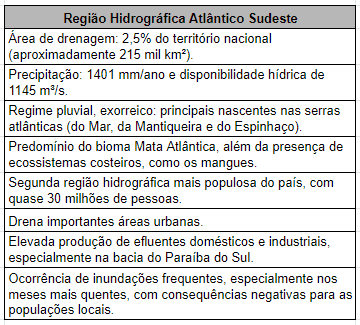 Região Hidrográfica Atlântico Sudeste
Área de drenagem: 2,5% do território nacional
(aproximadamente 215 mil km²).
Precipitação: 1401 mm/ano e disponibilidade hídrica de
1145 m³/s.
Regime pluvial, exorreico: principais nascentes nas serras
atlânticas (do Mar, da Mantiqueira e do Espinhaço).
Predomínio do bioma Mata Atlântica, além da presença de
ecossistemas costeiros, como os mangues.
Segunda região hidrográfica mais populosa do país, com
quase 30 milhões de pessoas.
Drena importantes áreas urbanas.
Elevada produção de efluentes domésticos e industriais,
especialmente na bacia do Paraíba do Sul.
Ocorrência de inundações frequentes, especialmente nos
meses mais quentes, com consequências negativas para as
populações locais.